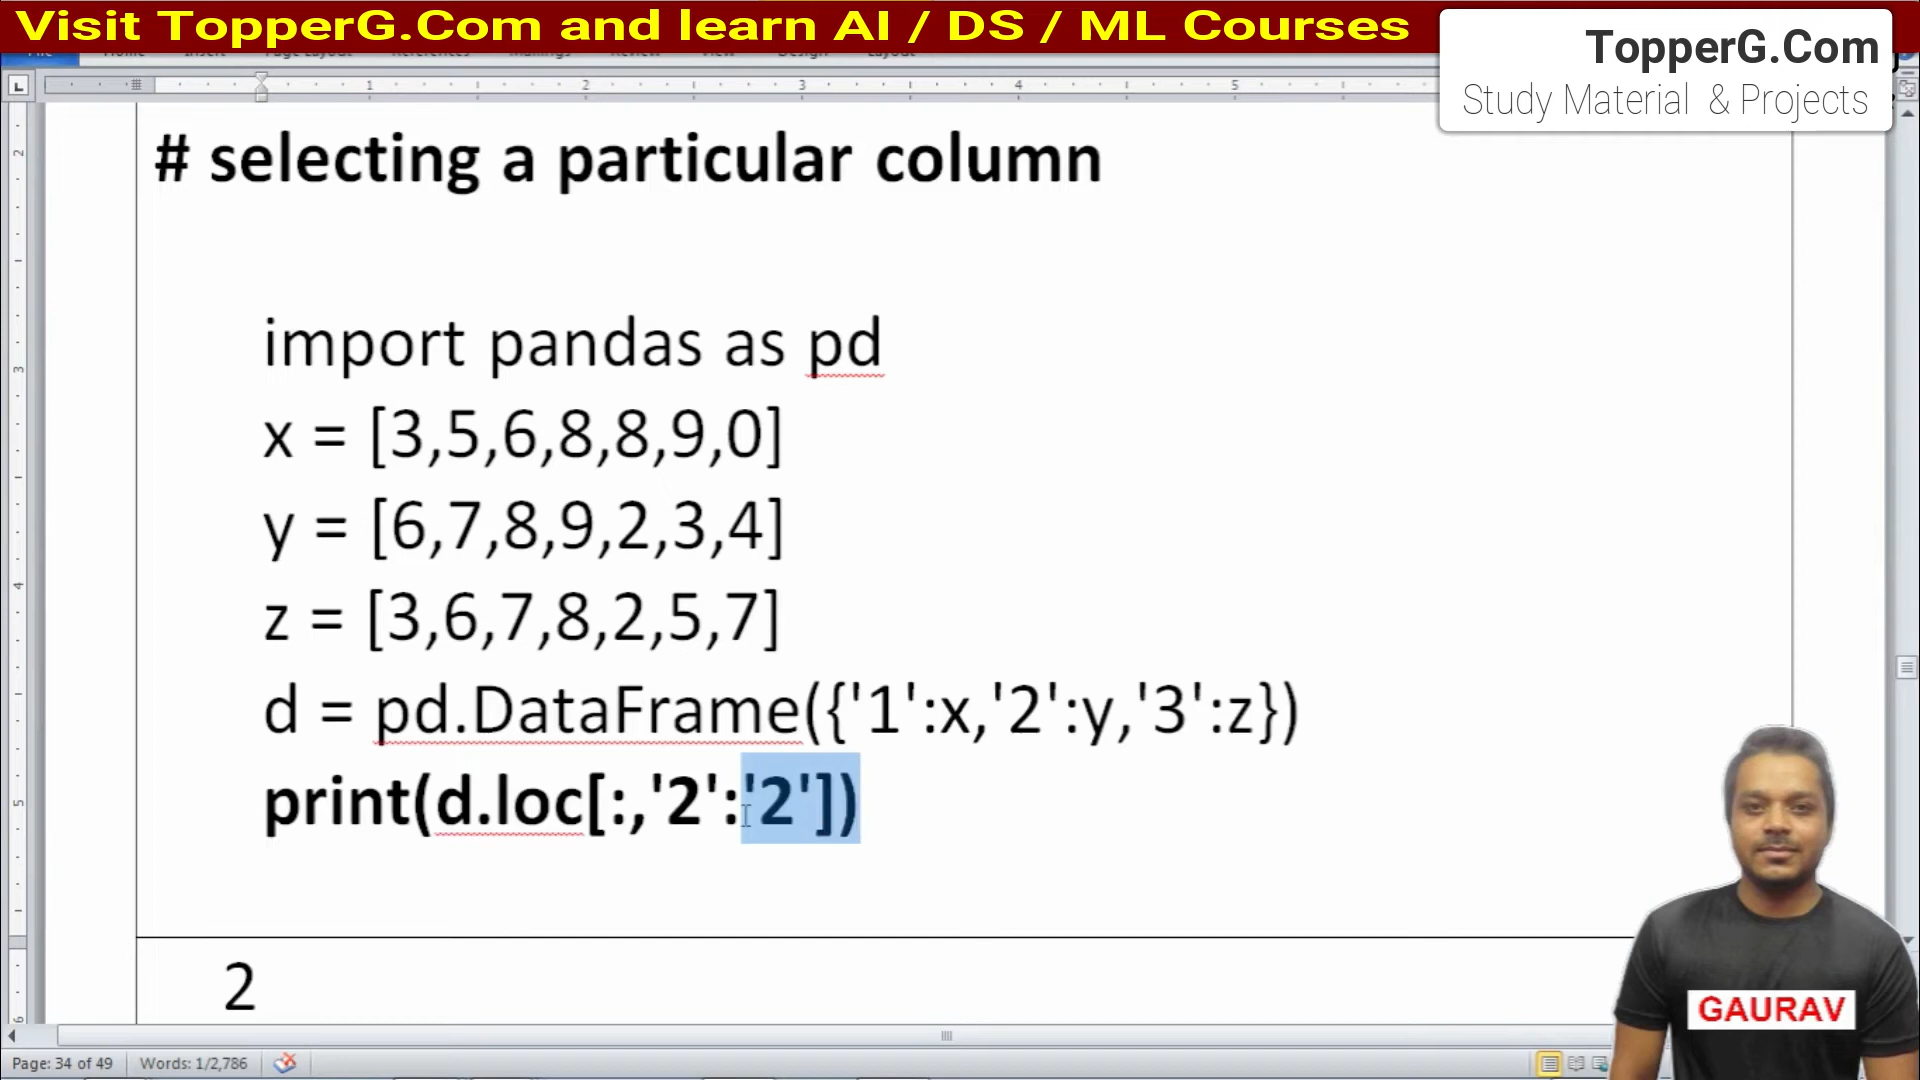 Visit TopperG.Com and learn AI / DS / ML Courses
TopperG.Com
Study Material & Projects
# selecting a particular column
import pandas as pd
x = [3,5,6,8,8,9,0]
y = [6,7,8,9,2,3,4]
z = [3,6,7,8,2,5,7]
d = pd.DataFrame({'1':x,'2':y,'3':z})
print(d.loc[:,'2':'2'])
2
GAURAV
Page: 34 of 49
Words: 1/2,786